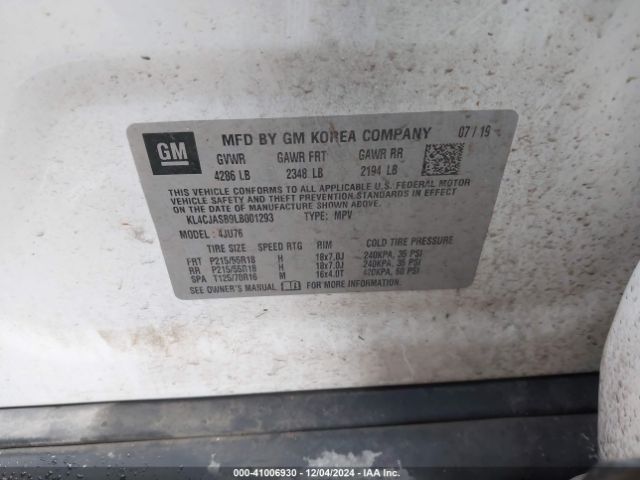 GM
MFD BY GM KOREA COMPANY 07/19
GVWR GAWR FRT GAWR RR
4286 LB 2348 LB 2194 LB
THIS VEHICLE CONFORMS TO ALL APPLICABLE U.S. FEDERAL MOTOR
VEHICLE SAFETY AND THEFT PREVENTION STANDARDS IN EFFECT
ON THE DATE OF MANUFACTURE SHOWN ABOVE.
KL4CJASB9LB001293 TYPE: MPV
MODEL: 4JU76
TIRE SIZE SPEED RTG RIM COLD TIRE PRESSURE
FRT P215/55R18 H 18x7.0J 240KPA, 35 PSI
RR P215/55R18 H 18x7.0J 240KPA, 35 PSI
SPA T125/70R16 M 16x4.0T 420KPA, 60 PSI
SEE OWNER'S MANUAL FOR MORE INFORMATION.
000-41006930 - 12/04/2024 - IAA Inc.